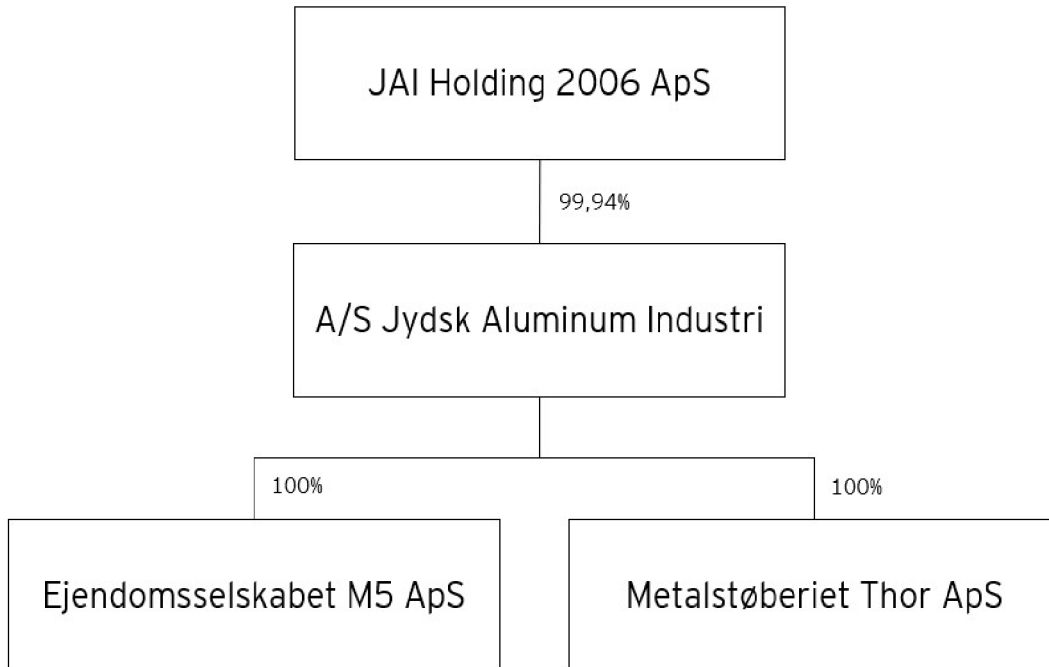 JAI Holding 2006 ApS
99,94%
A/S Jydsk Aluminum Industri
100%
100%
Ejendomsselskabet M5 ApS
Metalstøberiet Thor ApS